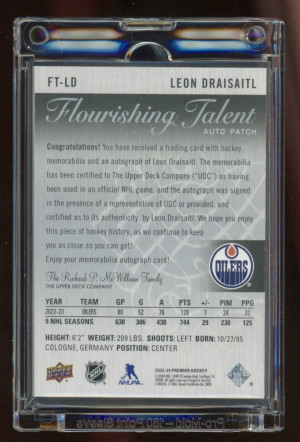 FT-LD
LEON DRAISAITL
Flourishing Talent
AUTO PATCH
Congratulations! You have received a trading card with hockey
memorabilia and an autograph of Leon Draisaitl. The memorabilia
has been certified to The Upper Deck Company ("UDC") as
having been used in an official NHL game, and the autograph was signed
in the presence of a representative of UDC or provided, and
certified as to its authenticity, by Leon Draisaitl. We hope you enjoy
this piece of hockey history, as we continue to keep
you as close as you can get!
Enjoy your memorabilia autograph card!
The Richard P. McWilliam Family
THE UPPER DECK COMPANY
OILERS
YEAR TEAM GP G A PTS +/- PIM PPG
2022-23 OILERS 80 52 76 128 7 24 32
9 NHL SEASONS 638 306 438 744 29 230 125
HEIGHT: 6'2" WEIGHT: 209 LBS. SHOOTS: LEFT BORN: 10/27/95
COLOGNE, GERMANY POSITION: CENTER
UPPER DECK
NHL
NHLPA
2023-24 PREMIER HOCKEY